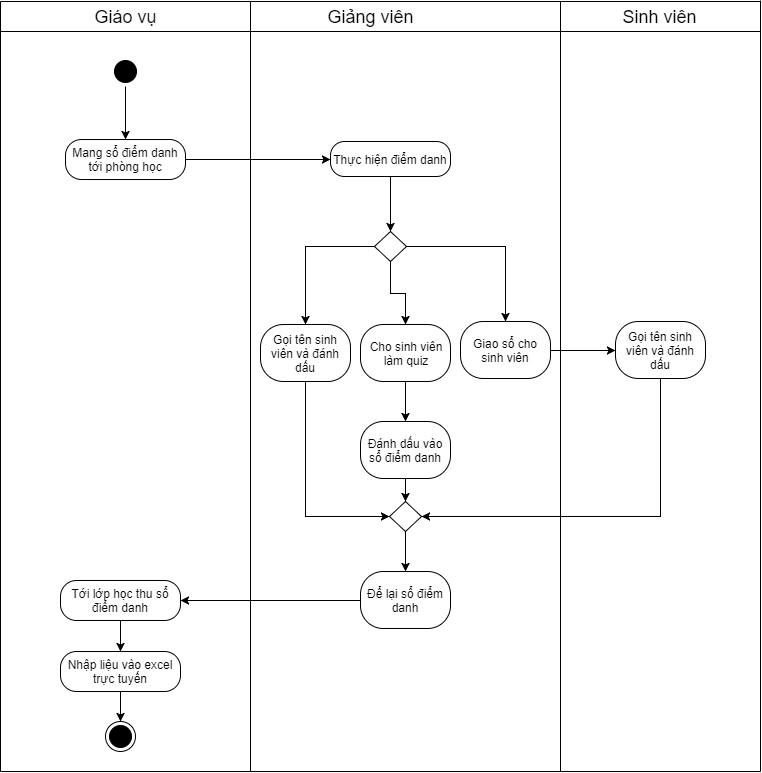 Giáo vụ
Giảng viên
Sinh viên
Mang sổ điểm danh
tới phòng học
Thực hiện điểm danh
Gọi tên sinh
viên và đánh
dấu
Cho sinh viên
làm quiz
Giao sổ cho
sinh viên
Gọi tên sinh
viên và đánh
dấu
Đánh dấu vào
sổ điểm danh
Để lại sổ điểm
danh
Tới lớp học thu sổ
điểm danh
Nhập liệu vào excel
trực tuyến